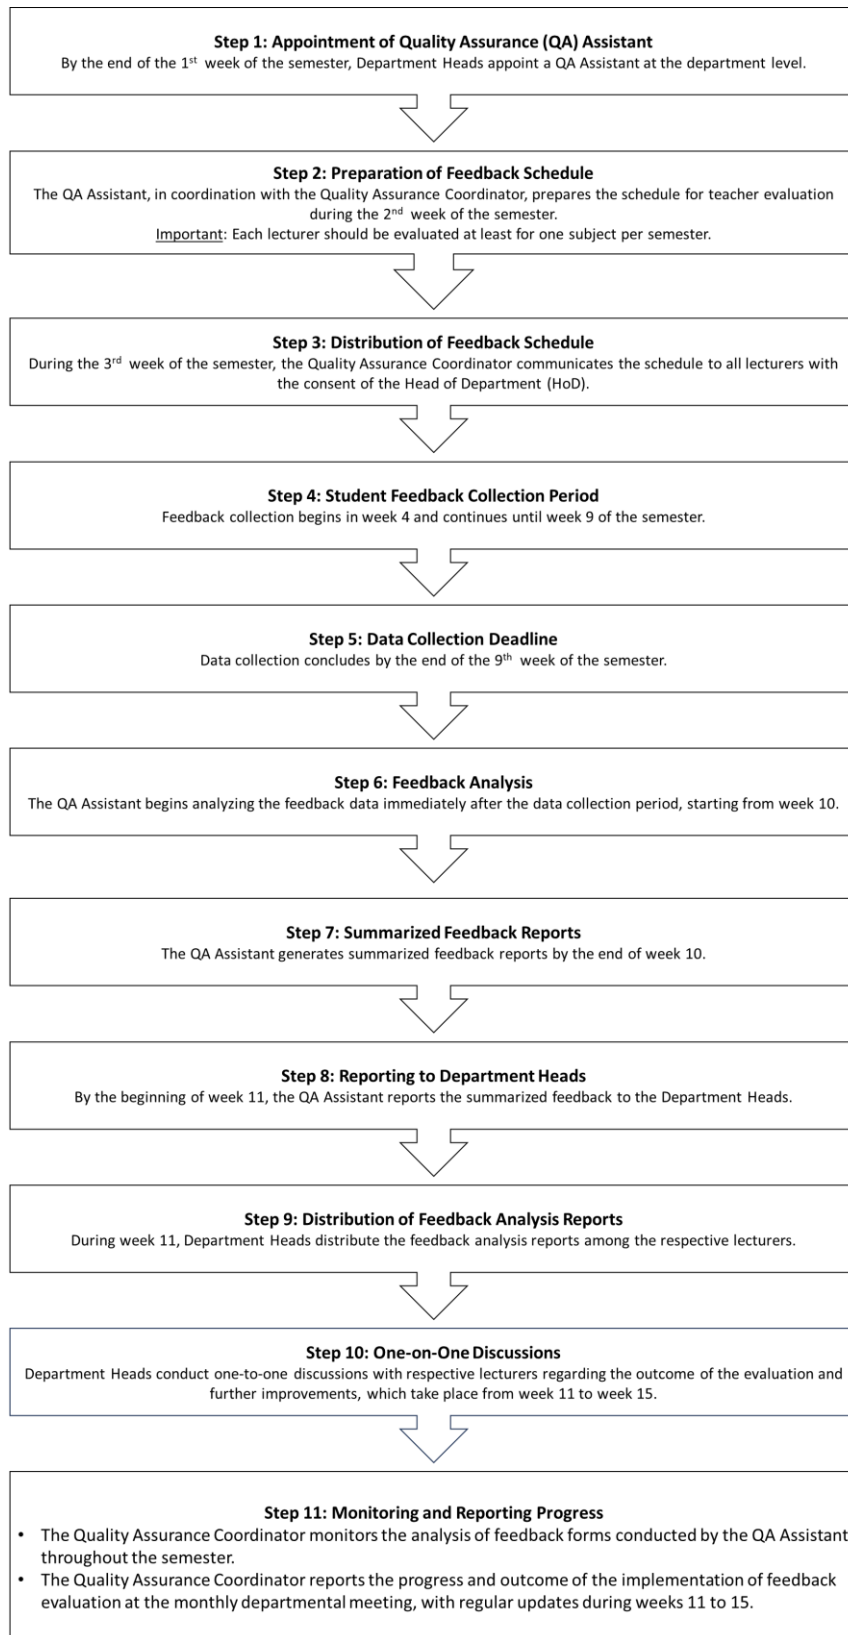 Step 1: Appointment of Quality Assurance (QA) Assistant
By the end of the 1st week of the semester, Department Heads appoint a QA Assistant at the department level.
Step 2: Preparation of Feedback Schedule
The QA Assistant, in coordination with the Quality Assurance Coordinator, prepares the schedule for teacher evaluation
during the 2nd week of the semester.
Important: Each lecturer should be evaluated at least for one subject per semester.
Step 3: Distribution of Feedback Schedule
During the 3rd week of the semester, the Quality Assurance Coordinator communicates the schedule to all lecturers with
the consent of the Head of Department (HoD).
Step 4: Student Feedback Collection Period
Feedback collection begins in week 4 and continues until week 9 of the semester.
Step 5: Data Collection Deadline
Data collection concludes by the end of the 9th week of the semester.
Step 6: Feedback Analysis
The QA Assistant begins analyzing the feedback data immediately after the data collection period, starting from week 10.
Step 7: Summarized Feedback Reports
The QA Assistant generates summarized feedback reports by the end of week 10.
Step 8: Reporting to Department Heads
By the beginning of week 11, the QA Assistant reports the summarized feedback to the Department Heads.
Step 9: Distribution of Feedback Analysis Reports
During week 11, Department Heads distribute the feedback analysis reports among the respective lecturers.
Step 10: One-on-One Discussions
Department Heads conduct one-to-one discussions with respective lecturers regarding the outcome of the evaluation and
further improvements, which take place from week 11 to week 15.
Step 11: Monitoring and Reporting Progress
• The Quality Assurance Coordinator monitors the analysis of feedback forms conducted by the QA Assistant
throughout the semester.
• The Quality Assurance Coordinator reports the progress and outcome of the implementation of feedback
evaluation at the monthly departmental meeting, with regular updates during weeks 11 to 15.